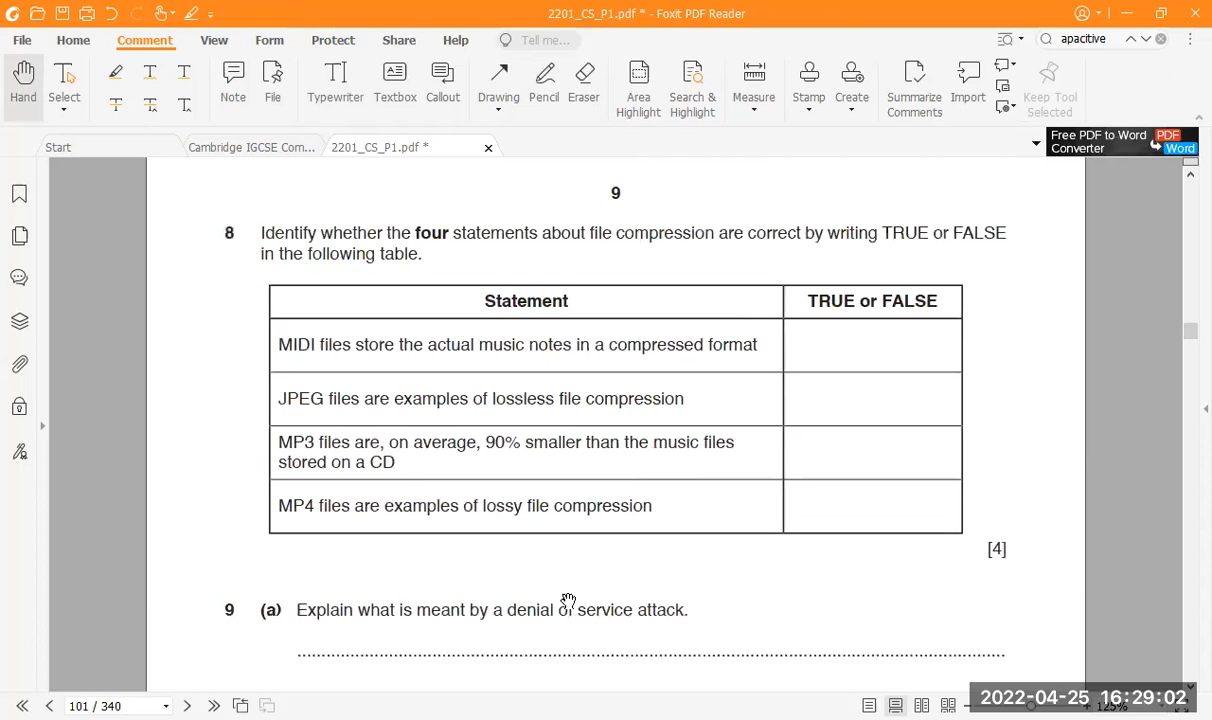 2201_CS_P1.pdf * - Foxit PDF Reader
File Home Comment View Form Protect Share Help Tell me... apacitive
Hand Select Note File Typewriter Textbox Callout Drawing Pencil Eraser Area Highlight Search & Highlight Measure Stamp Create Summarize Comments Import Keep Tool Selected
Start Cambridge IGCSE Com... 2201_CS_P1.pdf *
Free PDF to Word PDF
Converter Word
9
8 Identify whether the four statements about file compression are correct by writing TRUE or FALSE
in the following table.
Statement TRUE or FALSE
MIDI files store the actual music notes in a compressed format
JPEG files are examples of lossless file compression
MP3 files are, on average, 90% smaller than the music files
stored on a CD
MP4 files are examples of lossy file compression
[4]
9 (a) Explain what is meant by a denial of service attack.
101 / 340
2022-04-25 16:29:02
125%